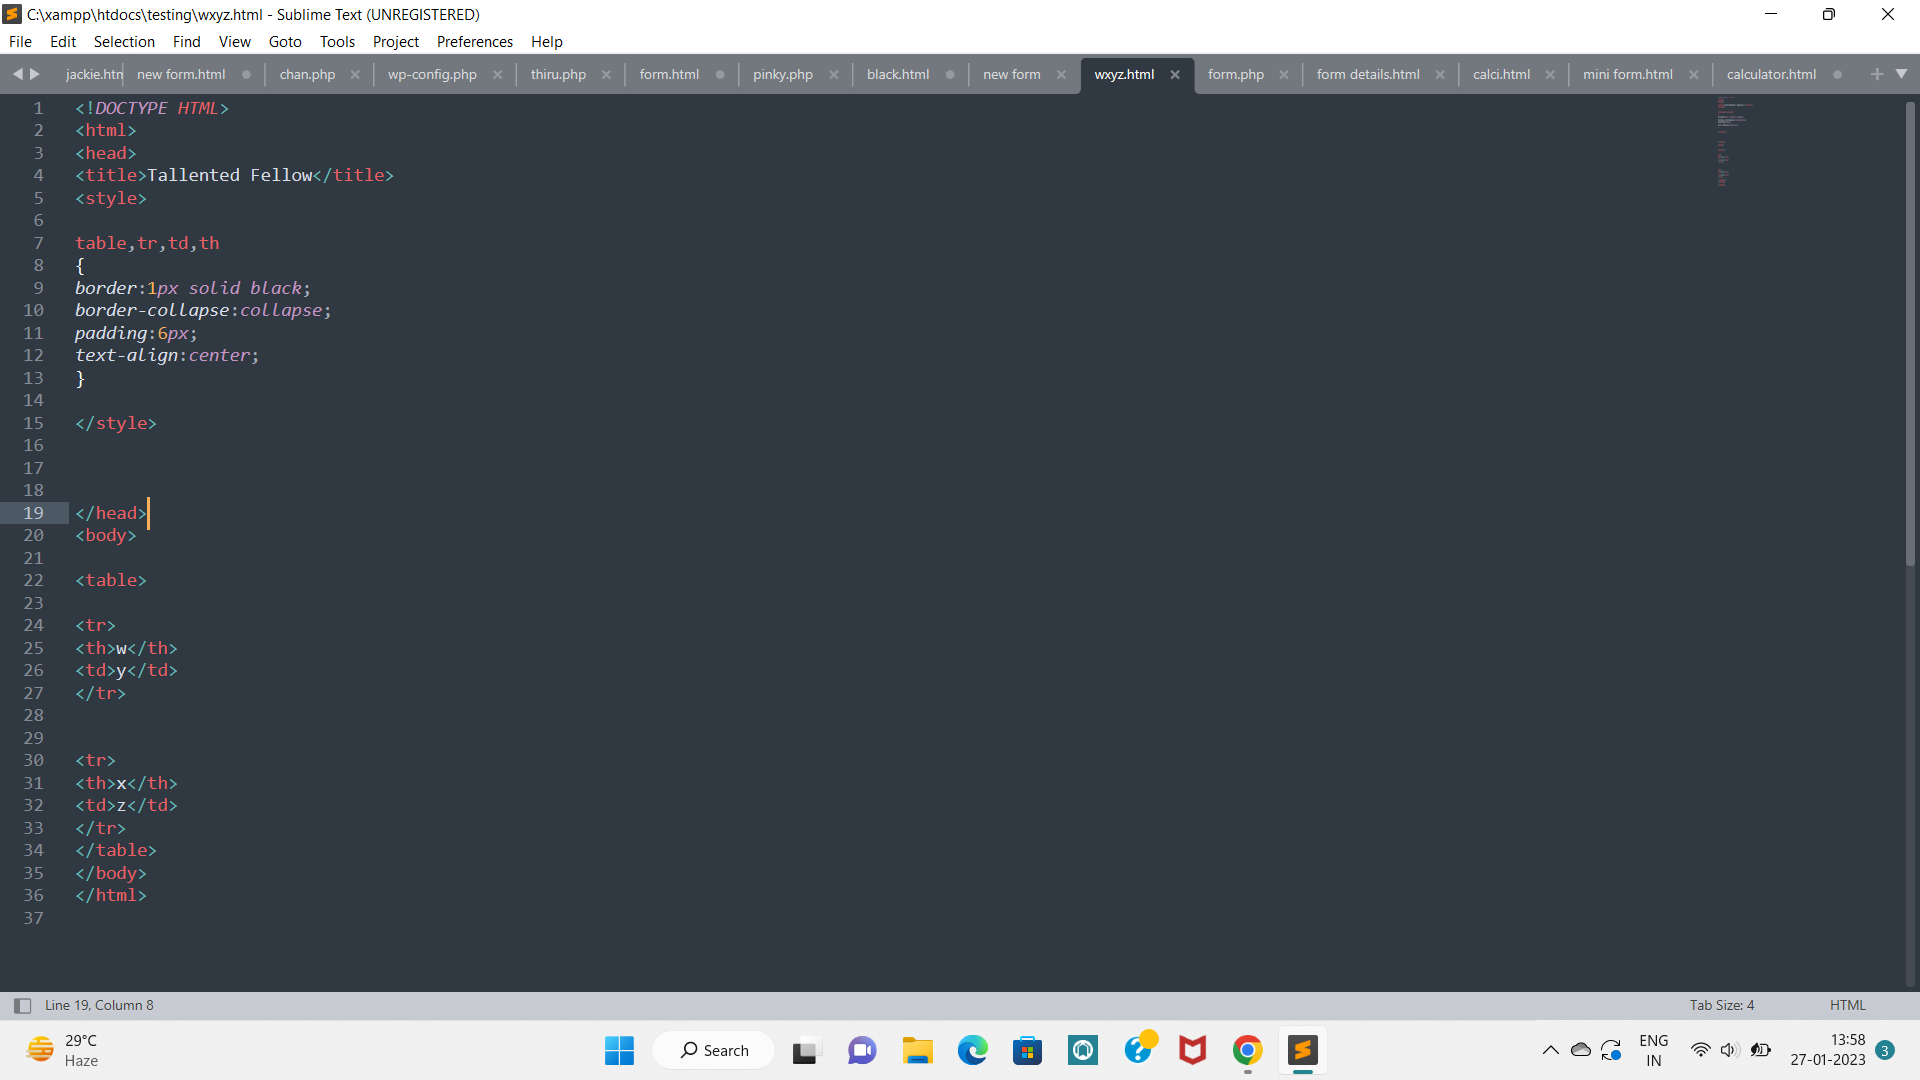 C:\xampp\htdocs\testing\wxyz.html - Sublime Text (UNREGISTERED)
File Edit Selection Find View Goto Tools Project Preferences Help
jackie.htm new form.html chan.php wp-config.php thiru.php form.html pinky.php black.html new form wxyz.html form.php form details.html calci.html mini form.html calculator.html
1 <!DOCTYPE HTML>
2 <html>
3 <head>
4 <title>Tallented Fellow</title>
5 <style>
6
7 table,tr,td,th
8 {
9 border:1px solid black;
10 border-collapse:collapse;
11 padding:6px;
12 text-align:center;
13 }
14
15 </style>
16
17
18
19 </head>
20 <body>
21
22 <table>
23
24 <tr>
25 <th>w</th>
26 <td>y</td>
27 </tr>
28
29
30 <tr>
31 <th>x</th>
32 <td>z</td>
33 </tr>
34 </table>
35 </body>
36 </html>
37
Line 19, Column 8 Tab Size: 4 HTML
29°C
Haze
Search
ENG
IN
13:58
27-01-2023
3